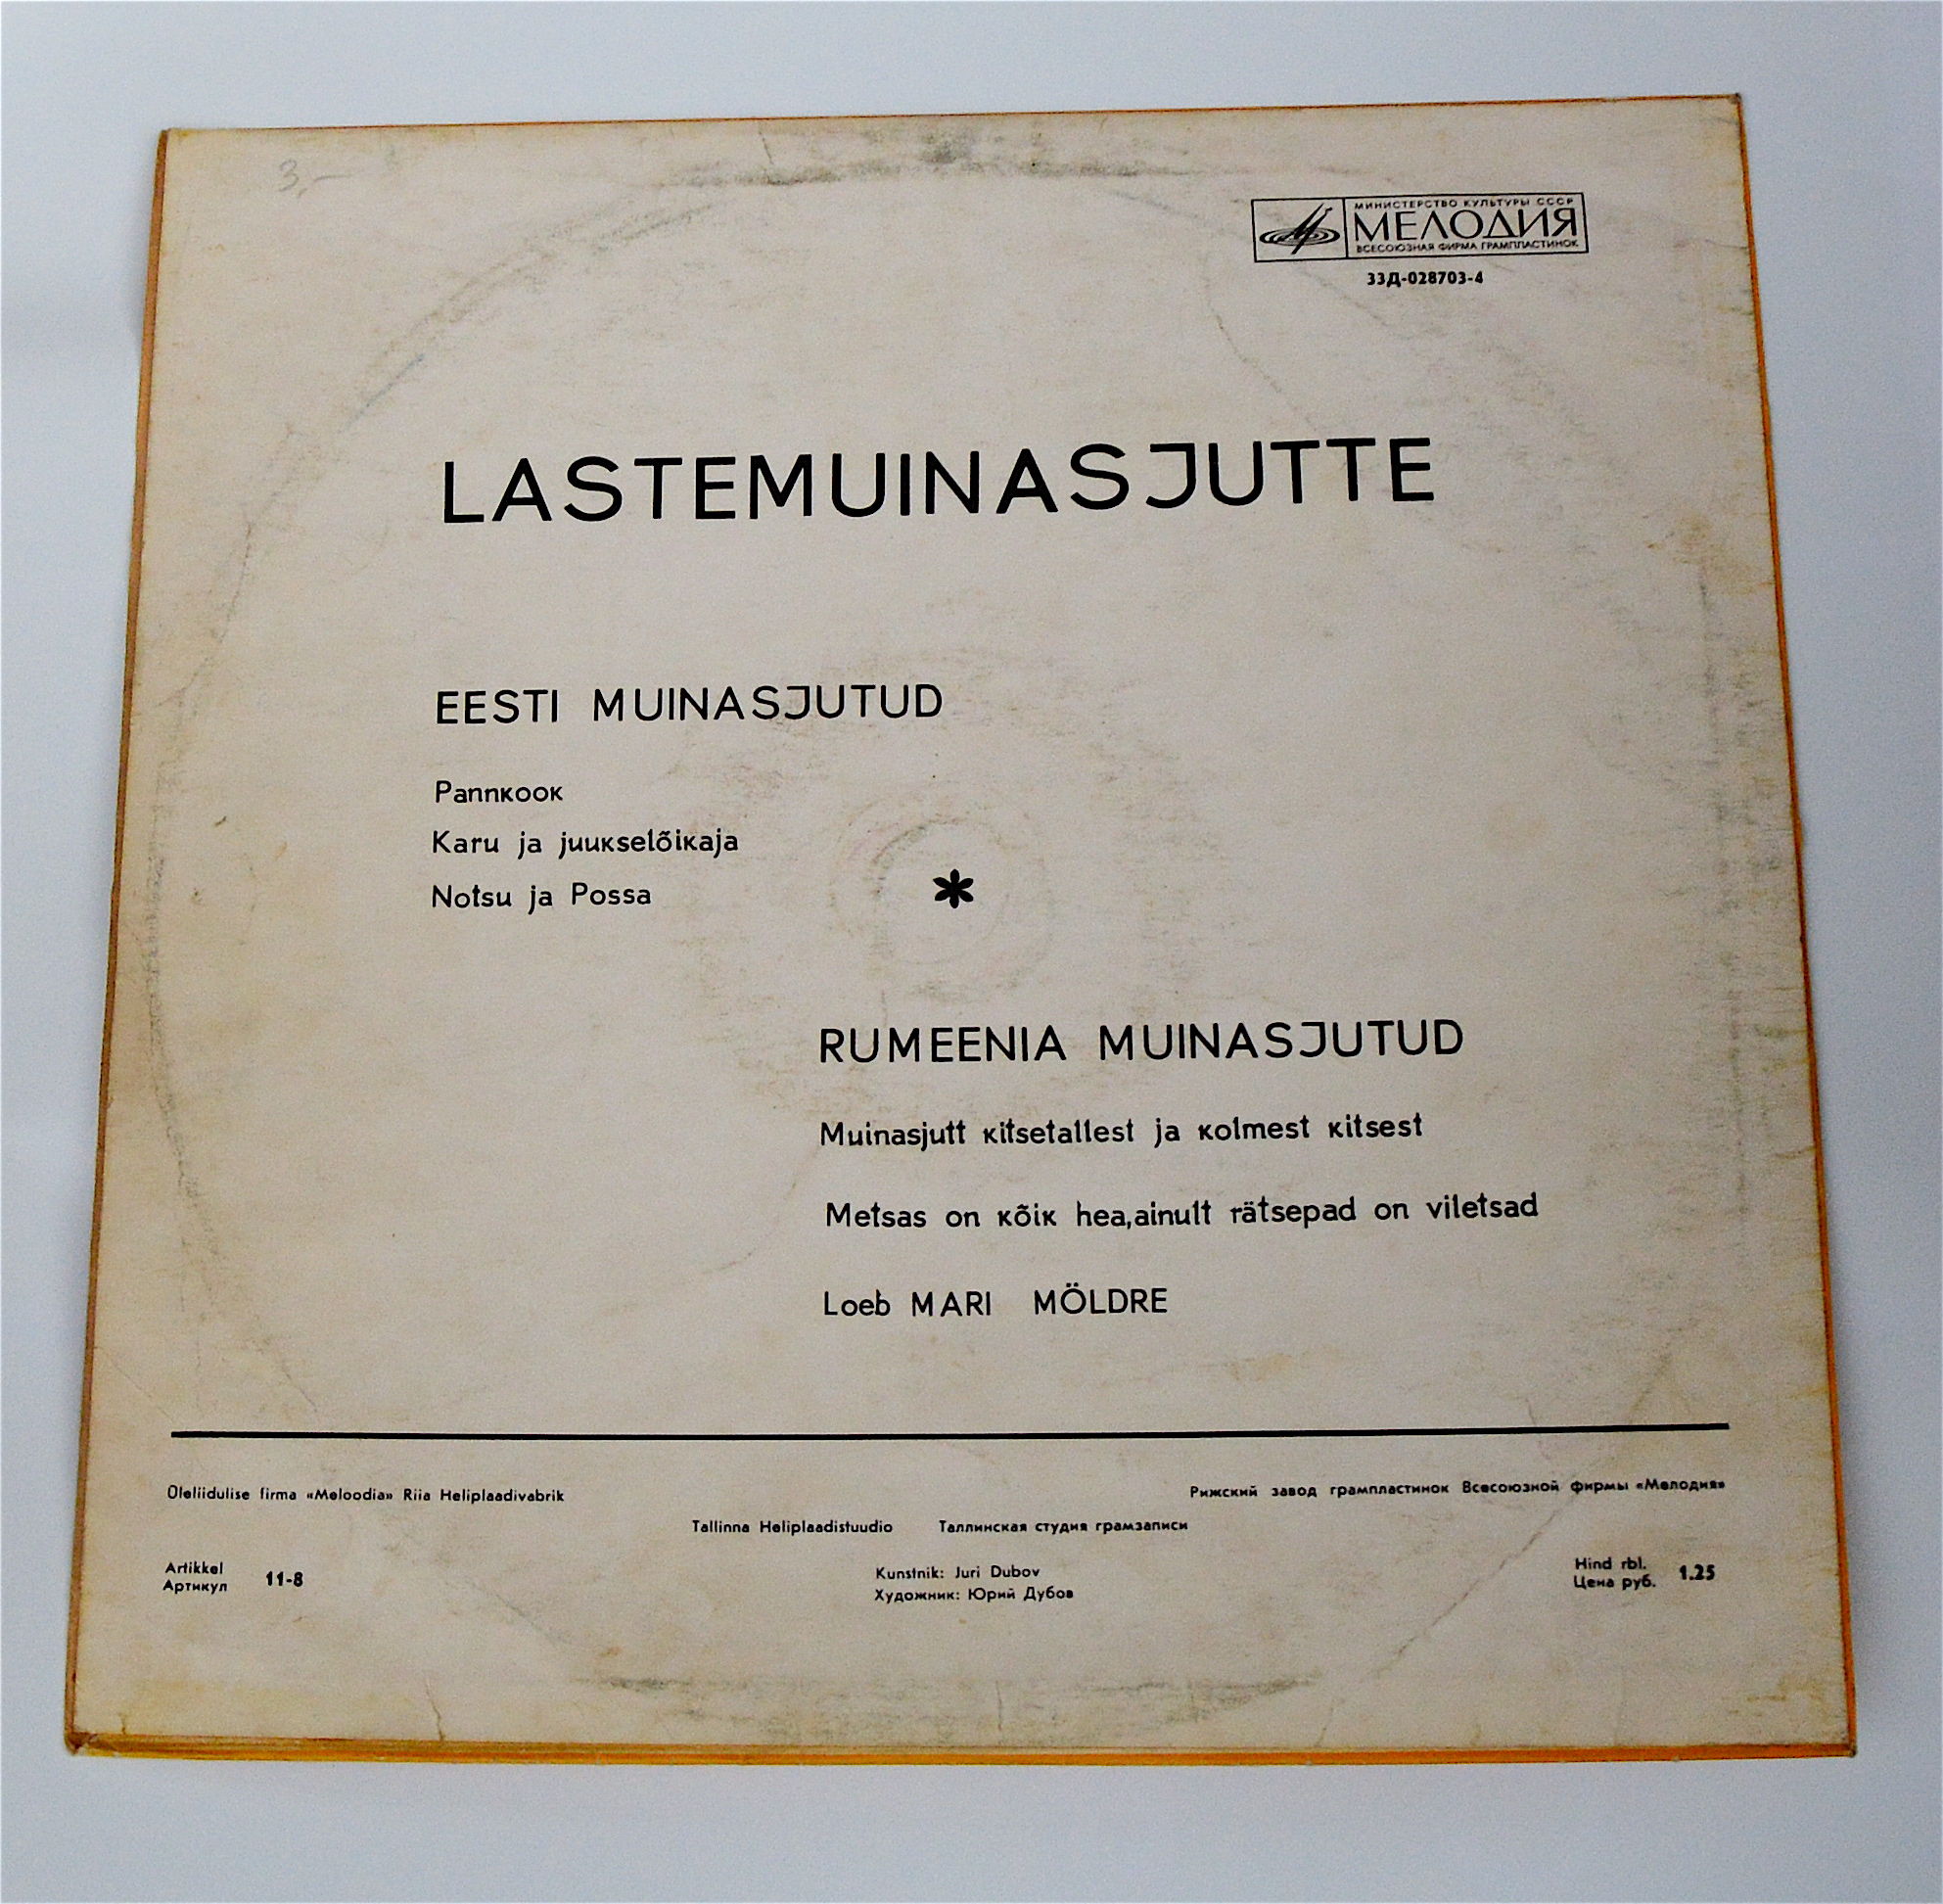 3,-
МИНИСТЕРСТВО КУЛЬТУРЫ СССР
МЕЛОДИЯ
ВСЕСОЮЗНАЯ ФИРМА ГРАМПЛАСТИНОК
33Д-028703-4
LASTEMUINASJUTTE
EESTI MUINASJUTUD
Pannkook
Karu ja juukselõikaja
Notsu ja Possa
*
RUMEENIA MUINASJUTUD
Muinasjutt kitsetallest ja kolmest kitsest
Metsas on kõik hea,ainult rätsepad on viletsad
Loeb MARI MÖLDRE
Üleliidulise firma «Meloodia» Riia Heliplaadivabrik
Рижский завод грампластинок Всесоюзной фирмы «Мелодия»
Tallinna Heliplaadistuudio Таллинская студия грамзаписи
Artikkel
Артикул 11-8
Kunstnik: Juri Dubov
Художник: Юрий Дубов
Hind rbl.
Цена руб. 1.25